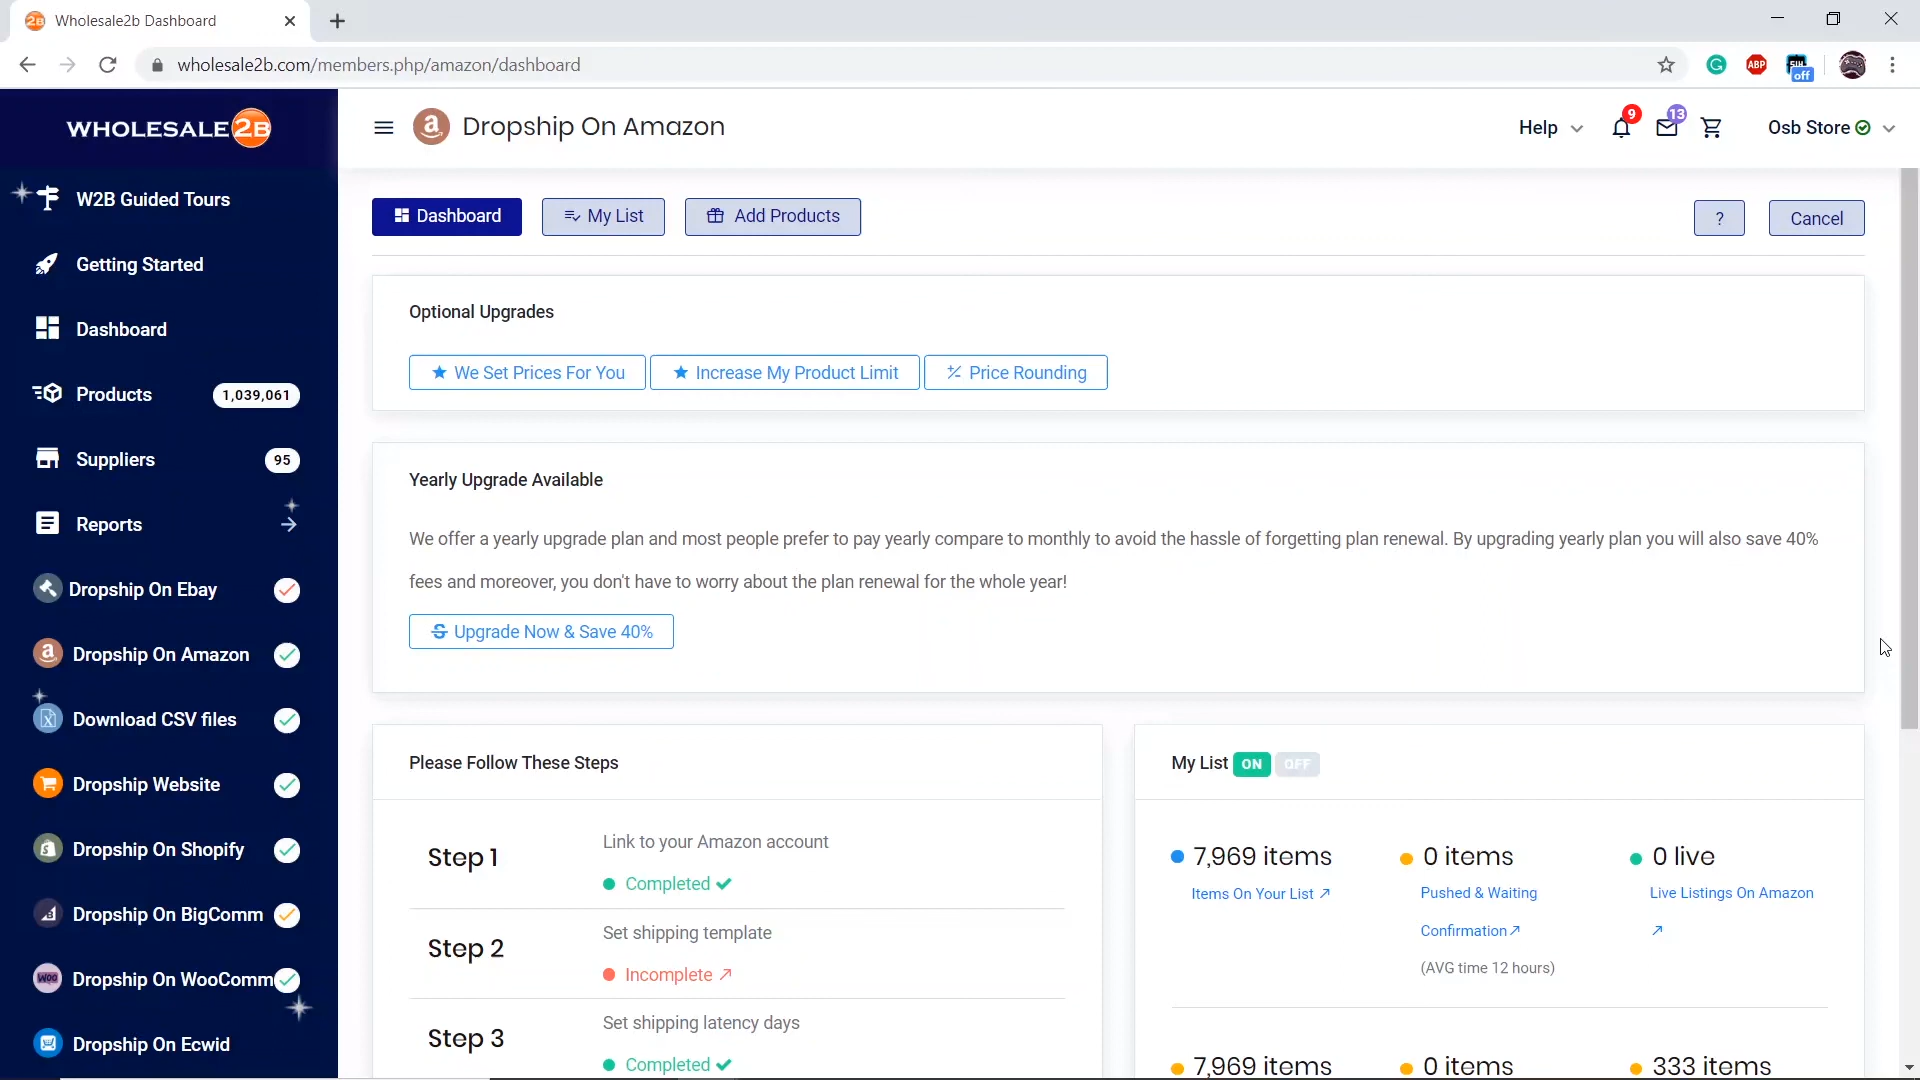 Wholesale2b Dashboard
wholesale2b.com/members.php/amazon/dashboard
ABP
off
WHOLESALE2B
Dropship On Amazon
Help
9
13
Osb Store
W2B Guided Tours
Getting Started
Dashboard
Products 1,039,061
Suppliers 95
Reports
Dropship On Ebay
Dropship On Amazon
Download CSV files
Dropship Website
Dropship On Shopify
Dropship On BigComm
Dropship On WooComm
Dropship On Ecwid
Dashboard My List Add Products ? Cancel
Optional Upgrades
We Set Prices For You Increase My Product Limit Price Rounding
Yearly Upgrade Available
We offer a yearly upgrade plan and most people prefer to pay yearly compare to monthly to avoid the hassle of forgetting plan renewal. By upgrading yearly plan you will also save 40%
fees and moreover, you don't have to worry about the plan renewal for the whole year!
Upgrade Now & Save 40%
Please Follow These Steps
Step 1
Link to your Amazon account
Completed
Step 2
Set shipping template
Incomplete
Step 3
Set shipping latency days
Completed
My List ON OFF
7,969 items
Items On Your List
0 items
Pushed & Waiting
Confirmation
(AVG time 12 hours)
0 live
Live Listings On Amazon
7,969 items 0 items 333 items